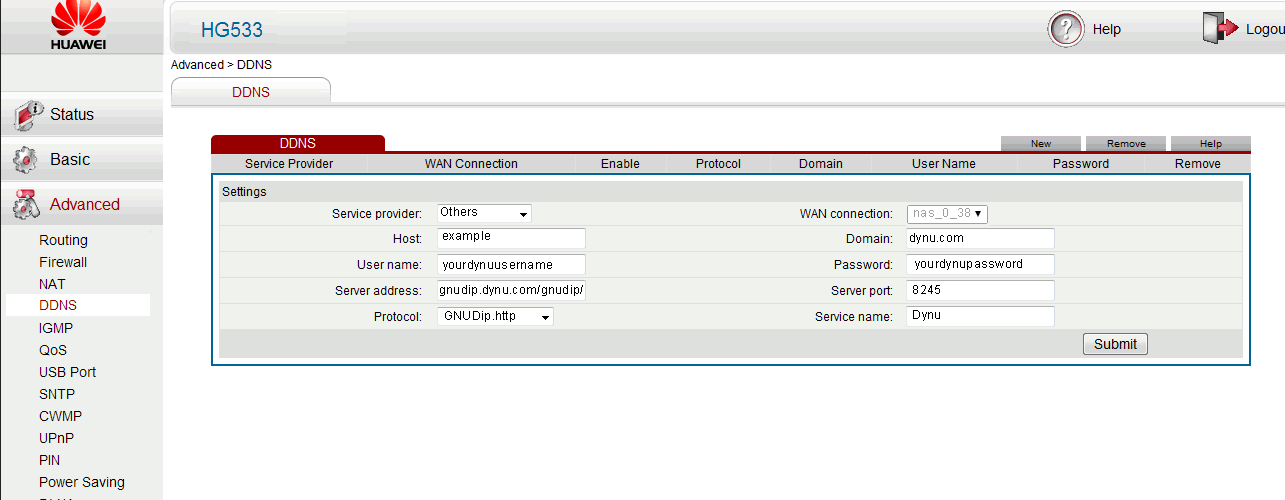 HUAWEI
HG533
Help
Logou
Advanced > DDNS
DDNS
Status
Basic
Advanced
Routing
Firewall
NAT
DDNS
IGMP
QoS
USB Port
SNTP
CWMP
UPnP
PIN
Power Saving
DDNS
New Remove Help
Service Provider WAN Connection Enable Protocol Domain User Name Password Remove
Settings
Service provider: Others WAN connection: nas_0_38
Host: example Domain: dynu.com
User name: yourdynuusername Password: yourdynupassword
Server address: gnudip.dynu.com/gnudip/ Server port: 8245
Protocol: GNUDip.http Service name: Dynu
Submit